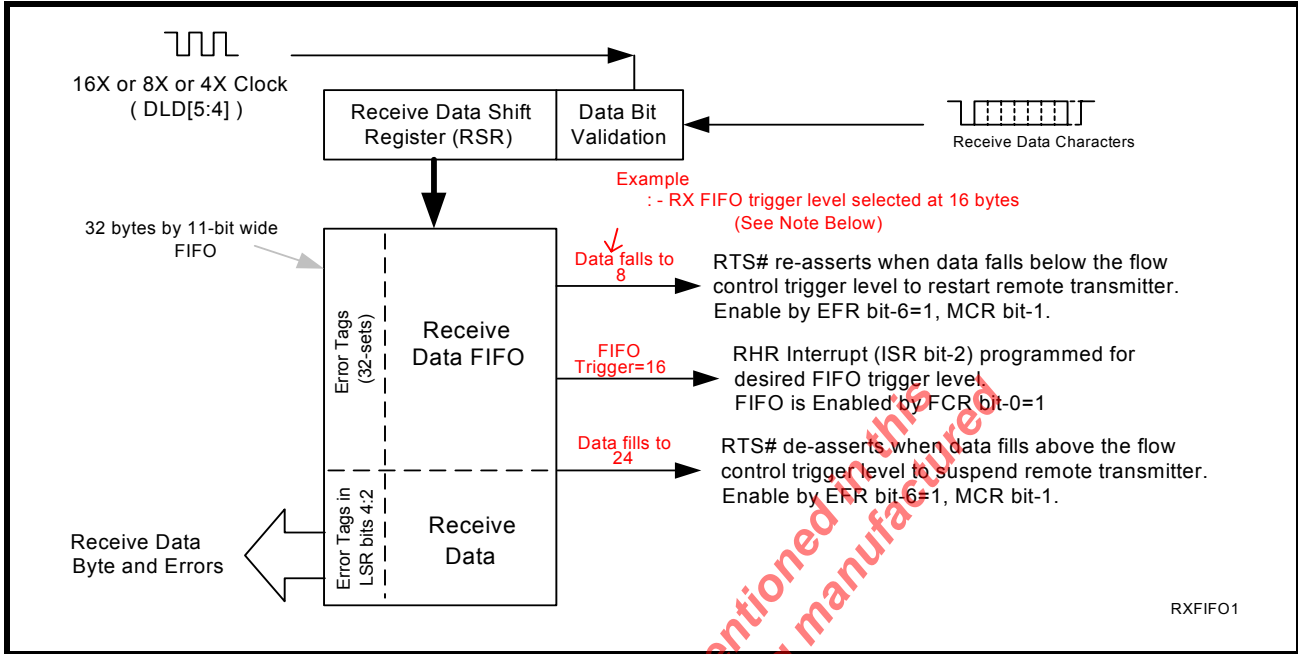 16X or 8X or 4X Clock
( DLD[5:4] )
Receive Data Shift
Register (RSR)
Data Bit
Validation
Receive Data Characters
Example
: - RX FIFO trigger level selected at 16 bytes
(See Note Below)
32 bytes by 11-bit wide
FIFO
Data falls to
8
RTS# re-asserts when data falls below the flow
control trigger level to restart remote transmitter.
Enable by EFR bit-6=1, MCR bit-1.
Error Tags
(32-sets)
Receive
Data FIFO
FIFO
Trigger=16
RHR Interrupt (ISR bit-2) programmed for
desired FIFO trigger level.
FIFO is Enabled by FCR bit-0=1
Data fills to
24
RTS# de-asserts when data fills above the flow
control trigger level to suspend remote transmitter.
Enable by EFR bit-6=1, MCR bit-1.
Error Tags in
LSR bits 4:2
Receive
Data
Receive Data
Byte and Errors
RXFIFO1
in this
manufactured